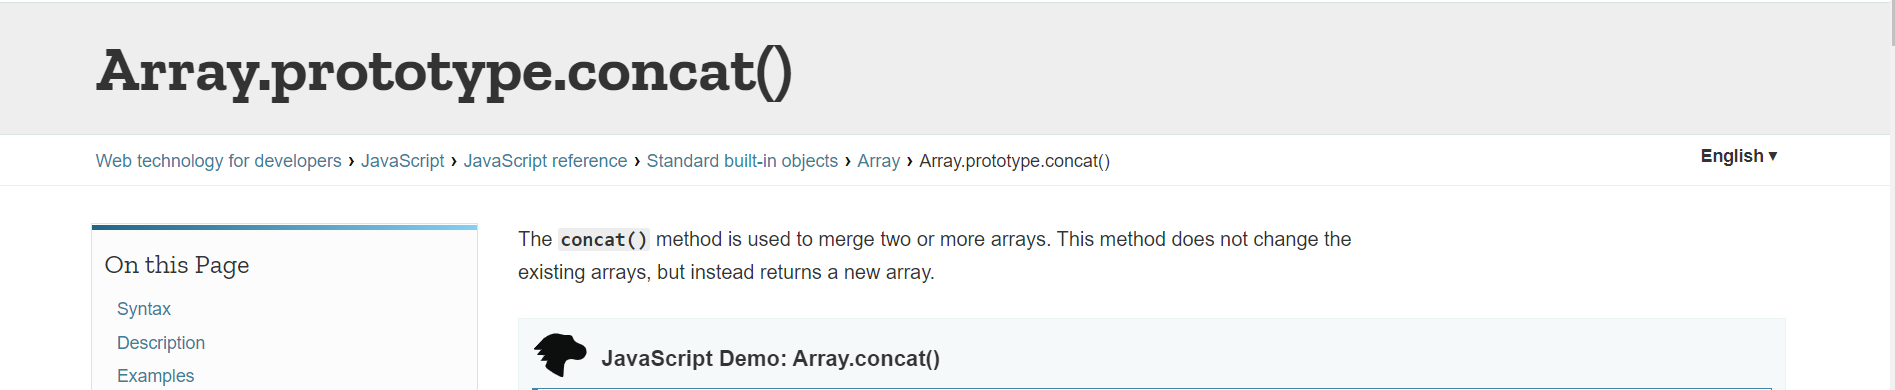 Array.prototype.concat()
Web technology for developers › JavaScript › JavaScript reference › Standard built-in objects › Array › Array.prototype.concat()
English ▾
On this Page
Syntax
Description
Examples
The concat() method is used to merge two or more arrays. This method does not change the
existing arrays, but instead returns a new array.
JavaScript Demo: Array.concat()